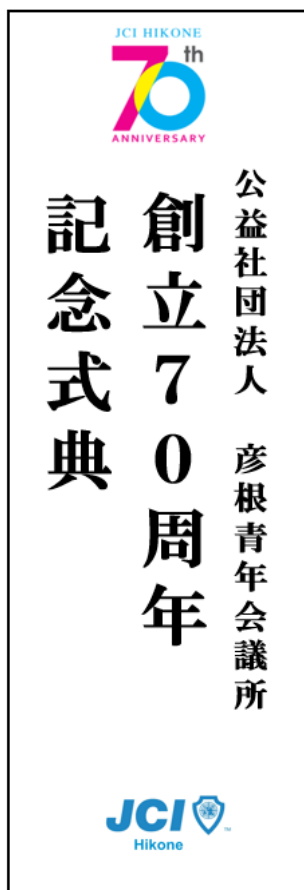 JCI HIKONE
70th
ANNIVERSARY
公益社団法人　彦根青年会議所
創立70周年
記念式典
JCI
Hikone